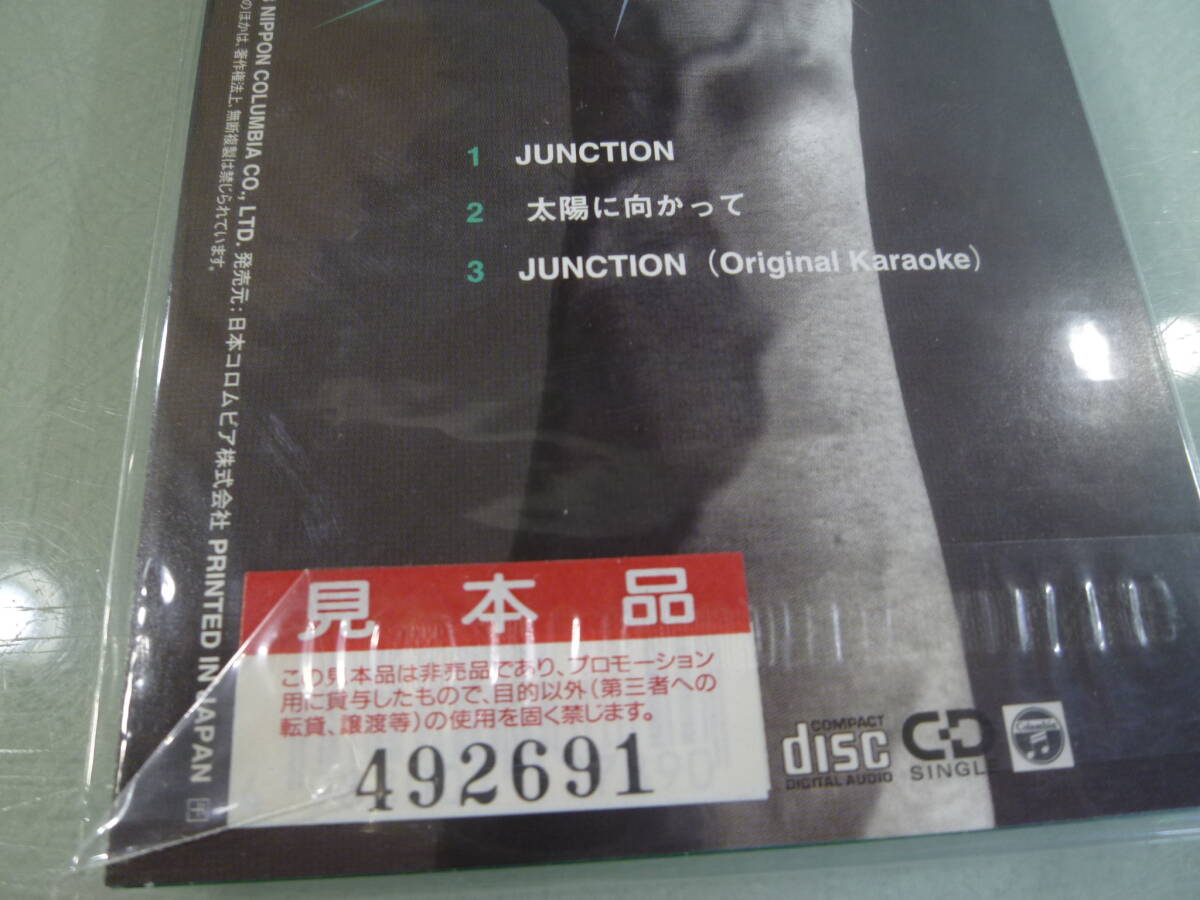 1 JUNCTION
2 太陽に向かって
3 JUNCTION (Original Karaoke)
NIPPON COLUMBIA CO., LTD. 発売元:日本コロムビア株式会社 PRINTED IN JAPAN
のほかは、著作権法上、無断複製は禁じられています。
見本品
この見本品は非売品であり、プロモーション
用に貸与したもので、目的以外(第三者への
転貸、譲渡等)の使用を固く禁じます。
492691
COMPACT
disc
DIGITAL AUDIO
CD
SINGLE
Columbia